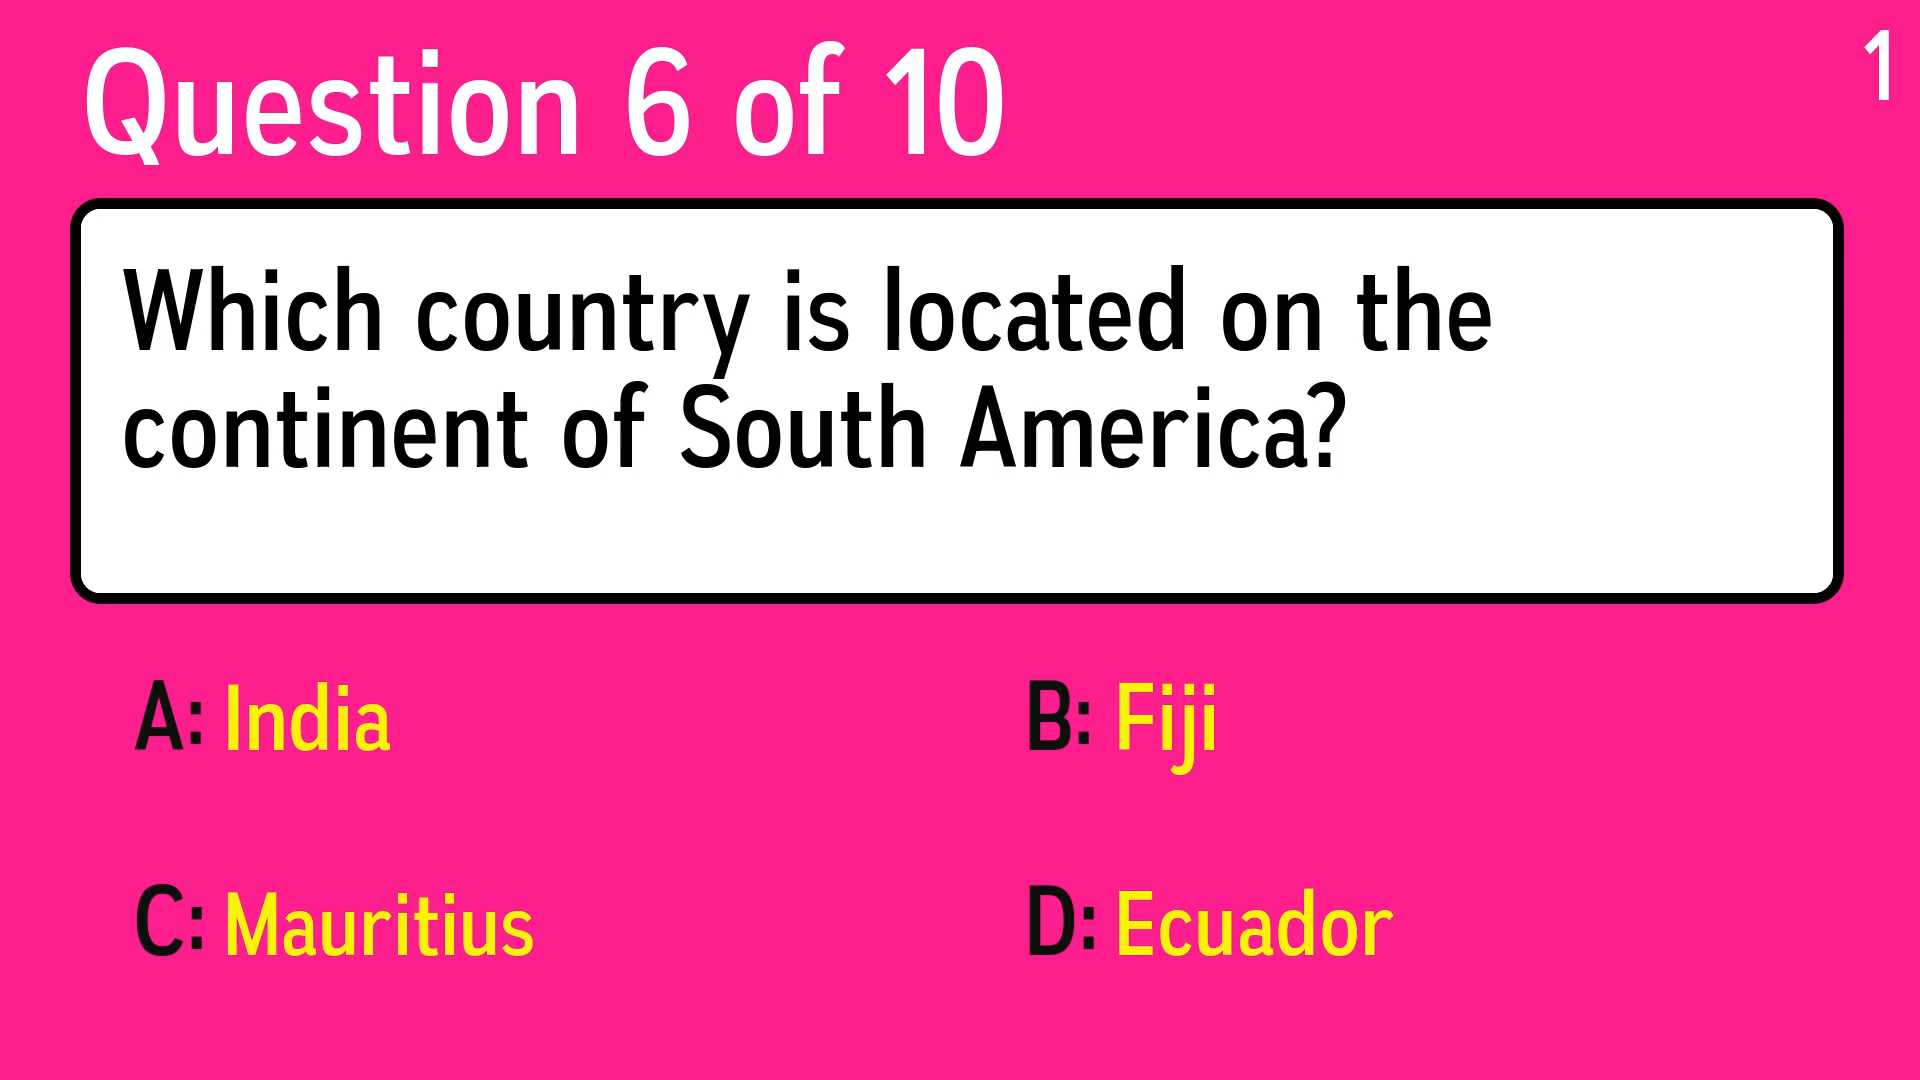 Question 6 of 10
1
Which country is located on the
continent of South America?
A: India
B: Fiji
C: Mauritius
D: Ecuador